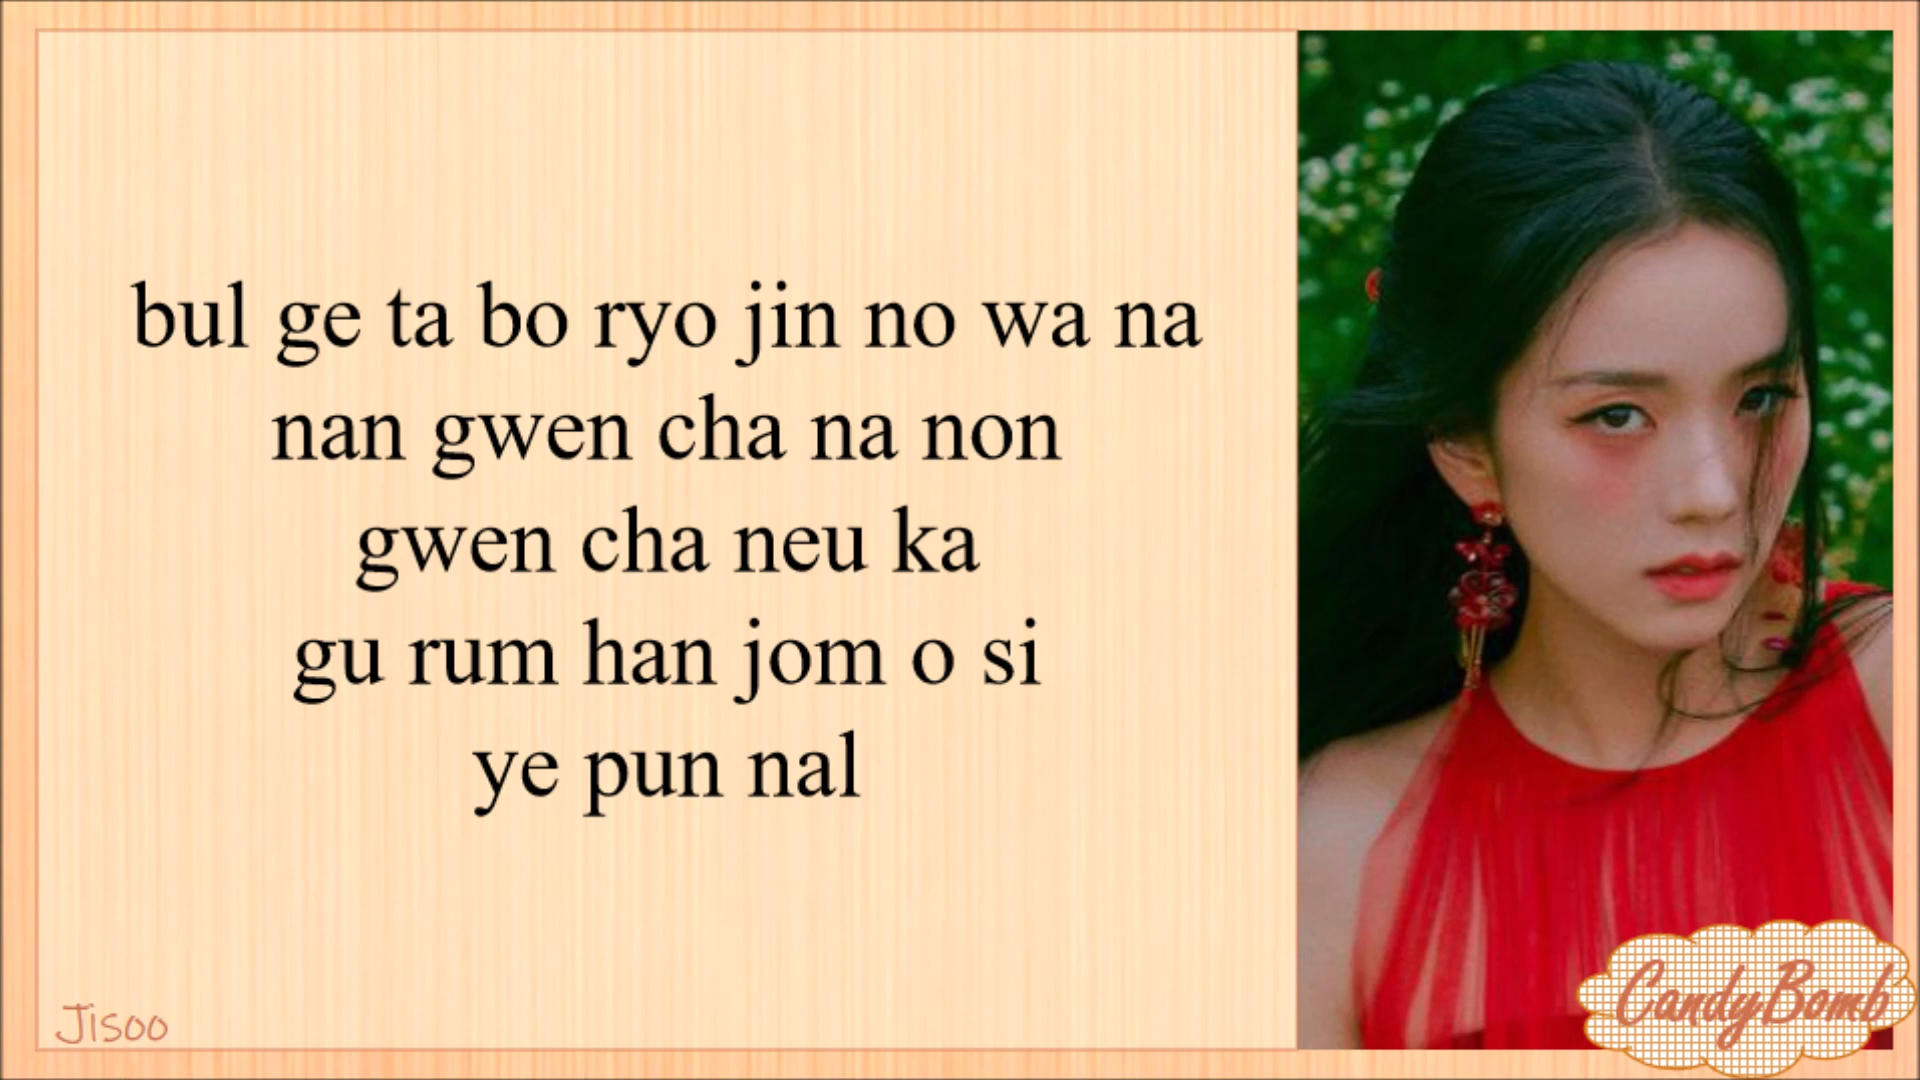 bul ge ta bo ryo jin no wa na
nan gwen cha na non
gwen cha neu ka
gu rum han jom o si
ye pun nal
Jisoo
CandyBomb